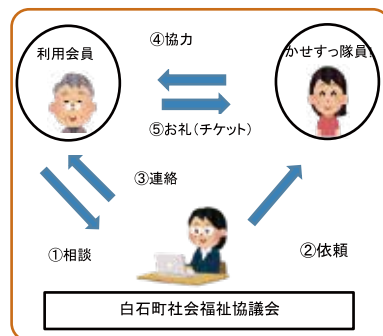 ④協力
利用会員
かせすっ隊員!
⑤お礼(チケット)
③連絡
①相談
②依頼
白石町社会福祉協議会